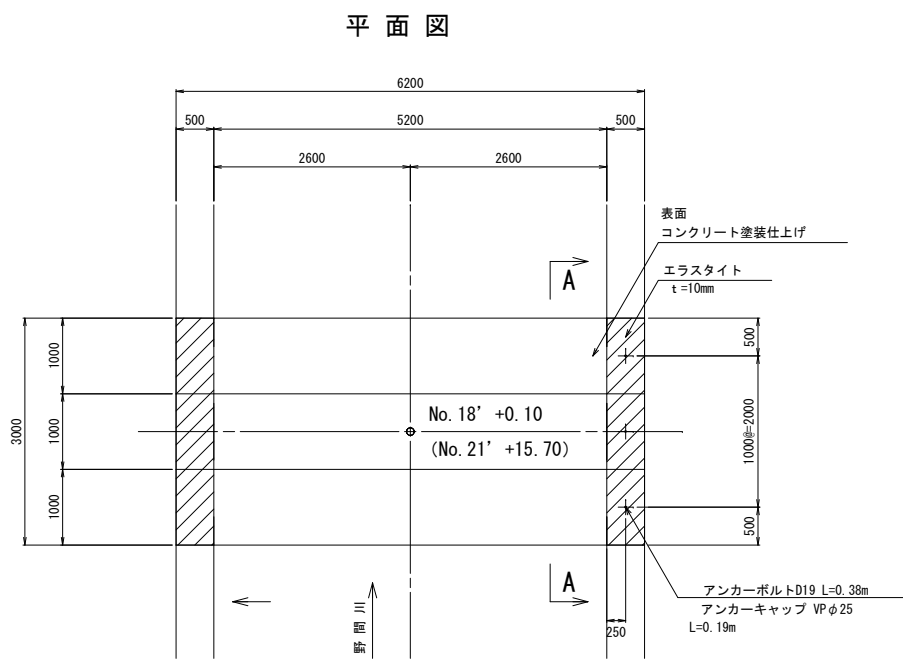 平 面 図
6200
500
5200
500
2600
2600
表面
コンクリート塗装仕上げ
エラスタイト
t=10mm
A
3000
1000
1000
1000
500
1000@=2000
500
No.18’+0.10
(No.21’+15.70)
A
アンカーボルトD19 L=0.38m
アンカーキャップ VPφ25
L=0.19m
250
野間川